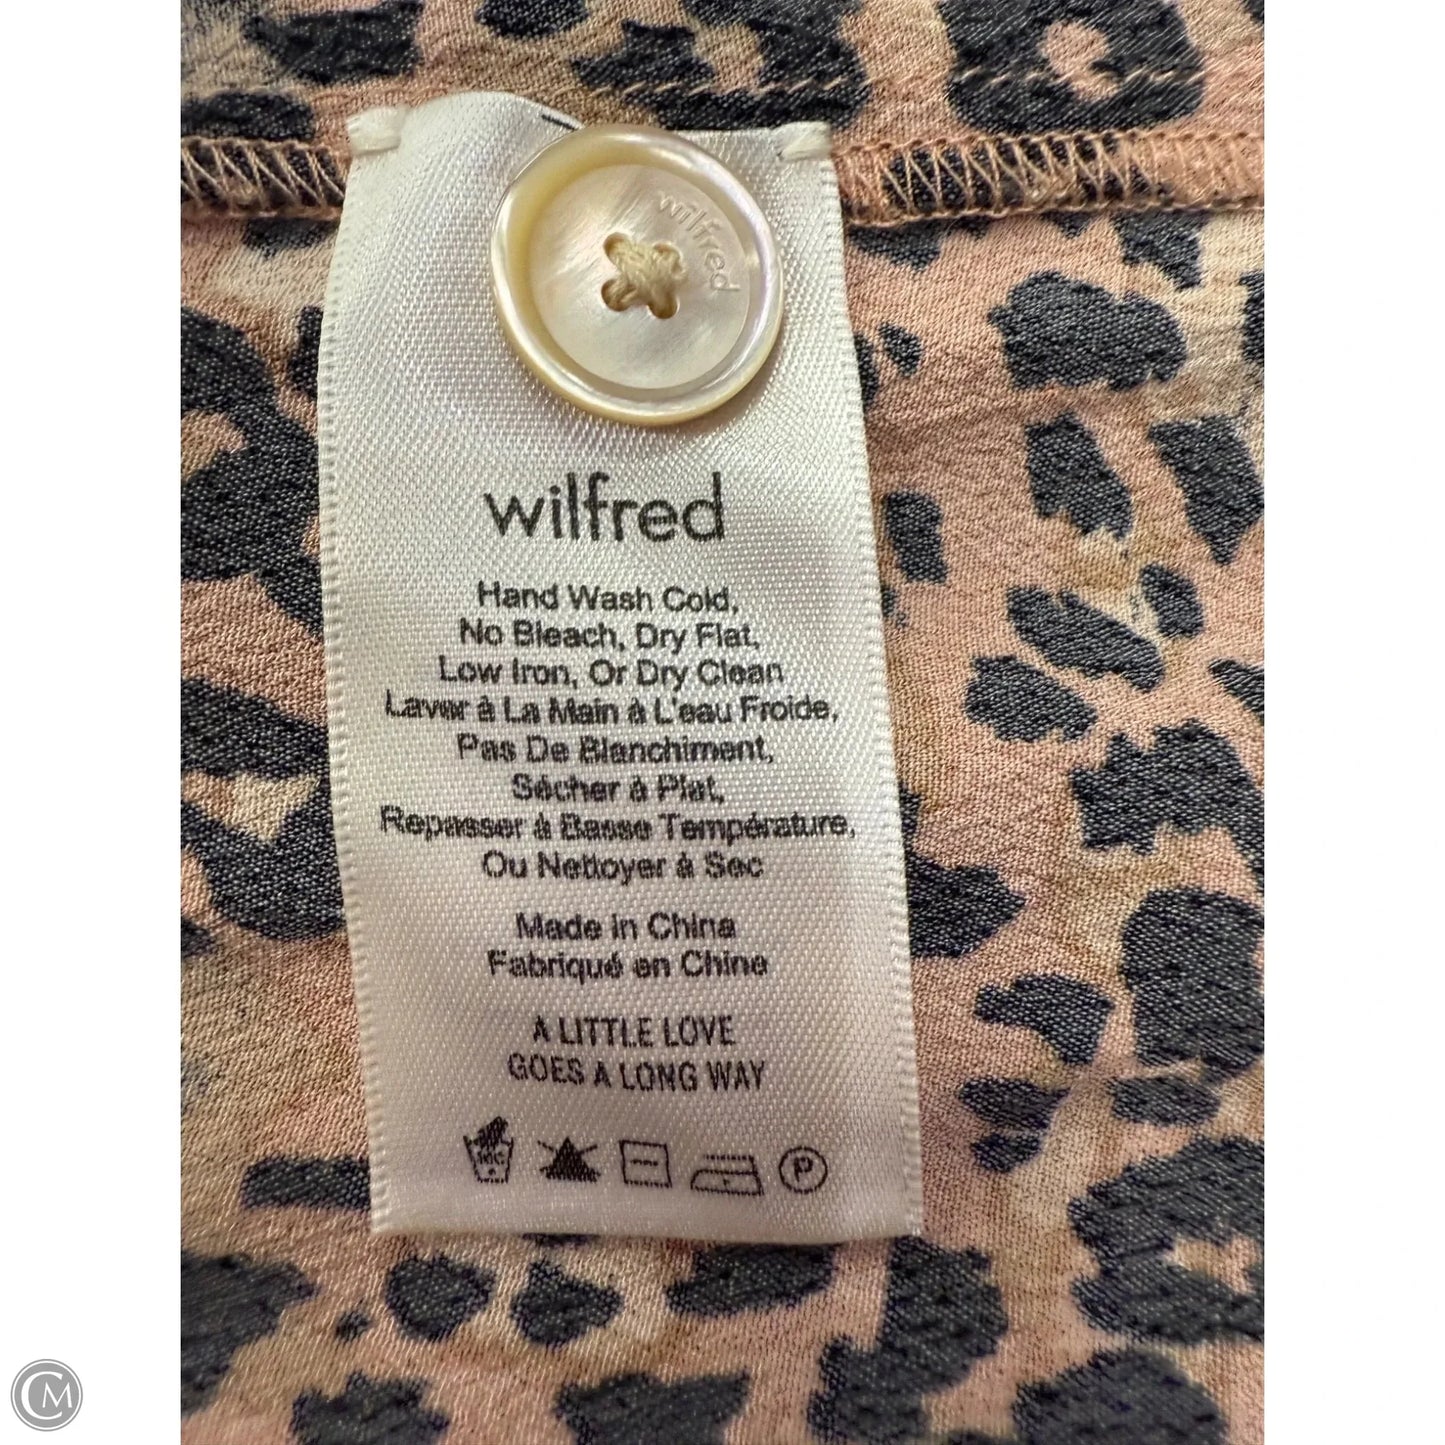 wilfred
wilfred
Hand Wash Cold,
No Bleach, Dry Flat,
Low Iron, Or Dry Clean
Laver à La Main à L'eau Froide,
Pas De Blanchiment,
Sécher à Plat,
Repasser à Basse Température,
Ou Nettoyer à Sec
Made in China
Fabriqué en Chine
A LITTLE LOVE
GOES A LONG WAY
P
CM